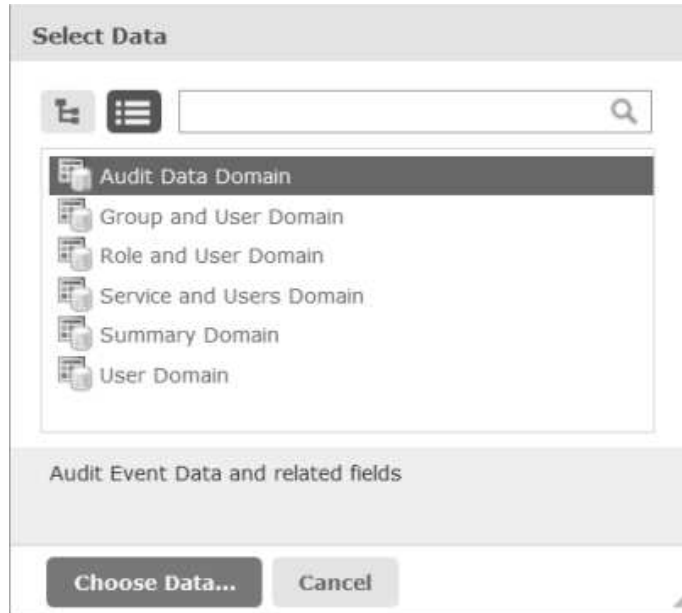 Select Data
Audit Data Domain
Group and User Domain
Role and User Domain
Service and Users Domain
Summary Domain
User Domain
Audit Event Data and related fields
Choose Data... Cancel